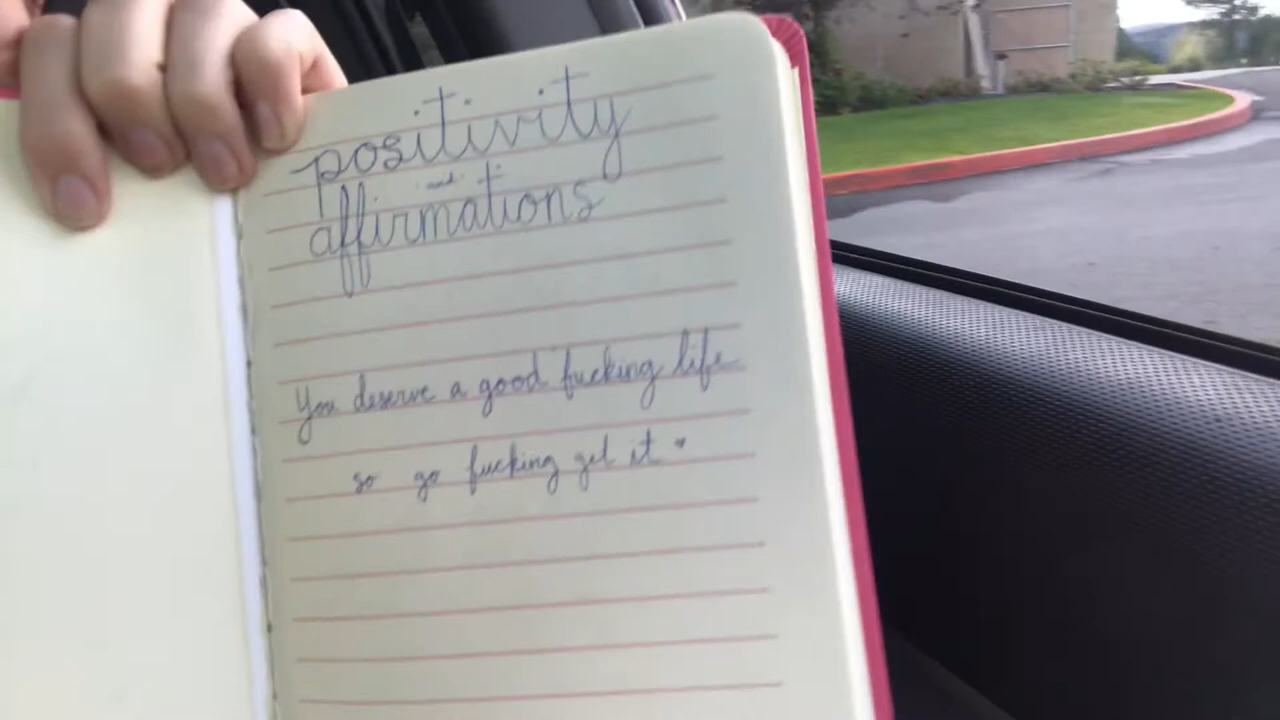 positivity
and
affirmations
You deserve a good fucking life
so go fucking get it